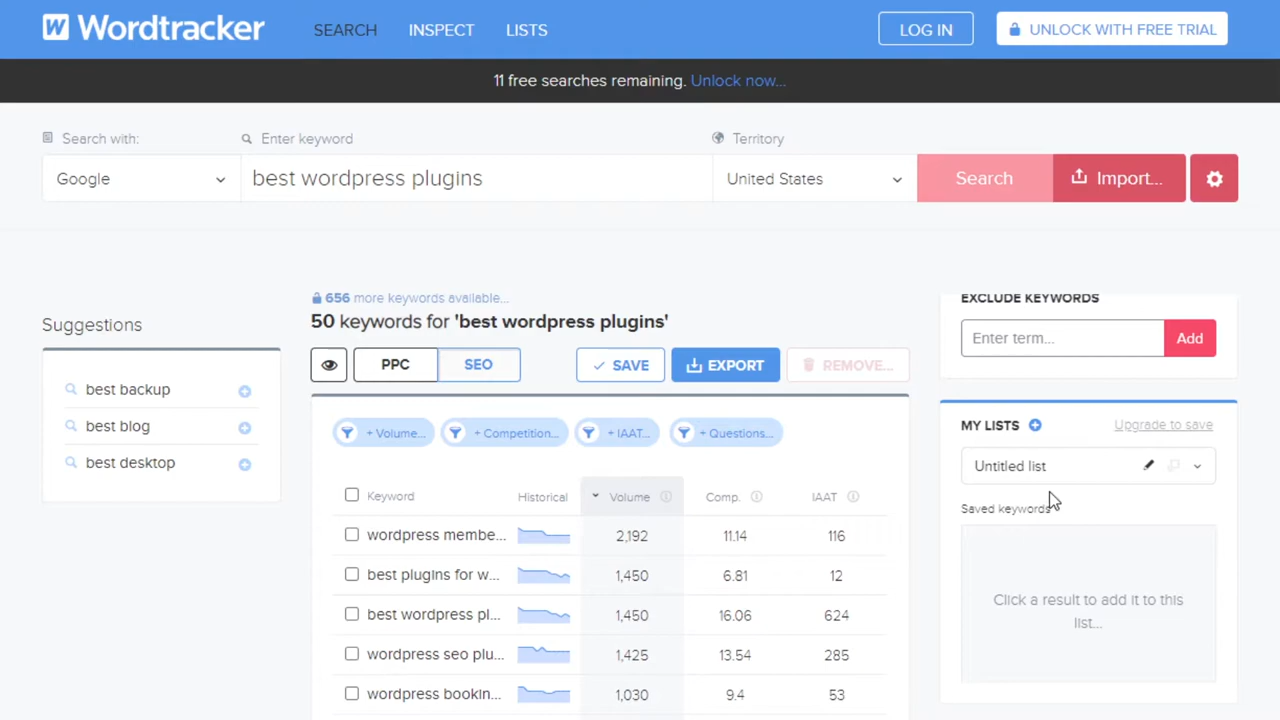 W Wordtracker SEARCH INSPECT LISTS LOG IN UNLOCK WITH FREE TRIAL
11 free searches remaining. Unlock now...
Search with: Enter keyword Territory
Google best wordpress plugins United States Search Import...
Suggestions
best backup
best blog
best desktop
656 more keywords available...
50 keywords for 'best wordpress plugins'
PPC SEO SAVE EXPORT REMOVE...
+ Volume... + Competition... + IAAT... + Questions...
Keyword Historical Volume Comp. IAAT
wordpress membe... 2,192 11.14 116
best plugins for w... 1,450 6.81 12
best wordpress pl... 1,450 16.06 624
wordpress seo plu... 1,425 13.54 285
wordpress bookin... 1,030 9.4 53
EXCLUDE KEYWORDS
Enter term... Add
MY LISTS Upgrade to save
Untitled list
Saved keywords
Click a result to add it to this
list...